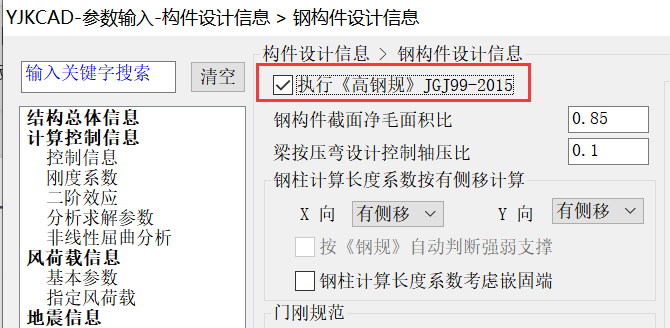 YJKCAD-参数输入-构件设计信息 > 钢构件设计信息
输入关键字搜索
清空
结构总体信息
计算控制信息
控制信息
刚度系数
二阶效应
分析求解参数
非线性屈曲分析
风荷载信息
基本参数
指定风荷载
地震信息
构件设计信息 > 钢构件设计信息
执行《高钢规》JGJ99-2015
钢构件截面净毛面积比 0.85
梁按压弯设计控制轴压比 0.1
钢柱计算长度系数按有侧移计算
X 向 有侧移 Y 向 有侧移
按《钢规》自动判断强弱支撑
钢柱计算长度系数考虑嵌固端
门刚规范